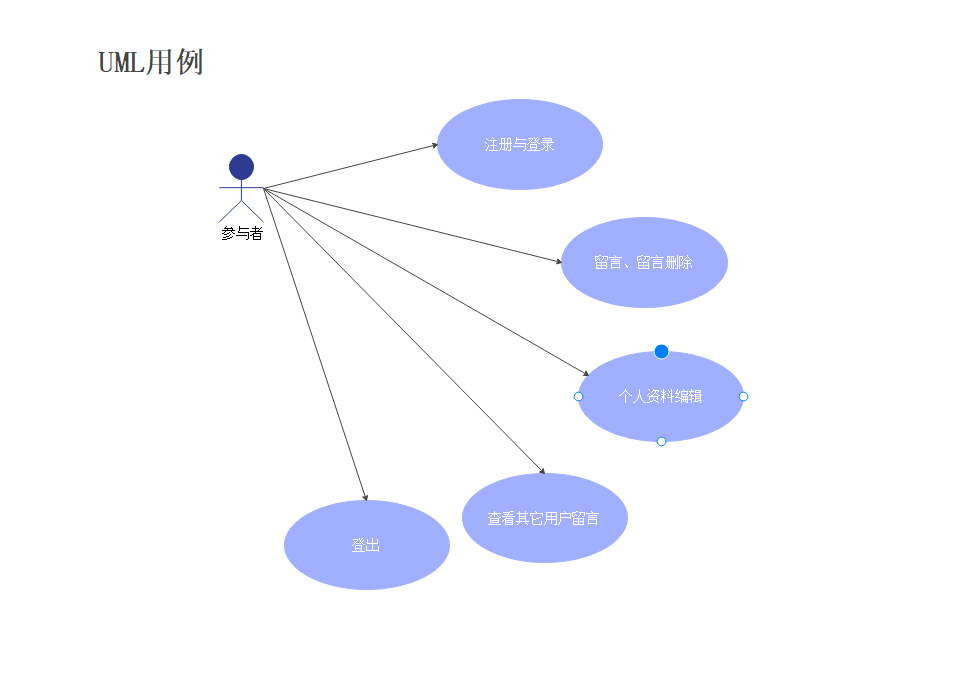 UML用例
注册与登录
参与者
留言、留言删除
个人资料编辑
查看其它用户留言
登出